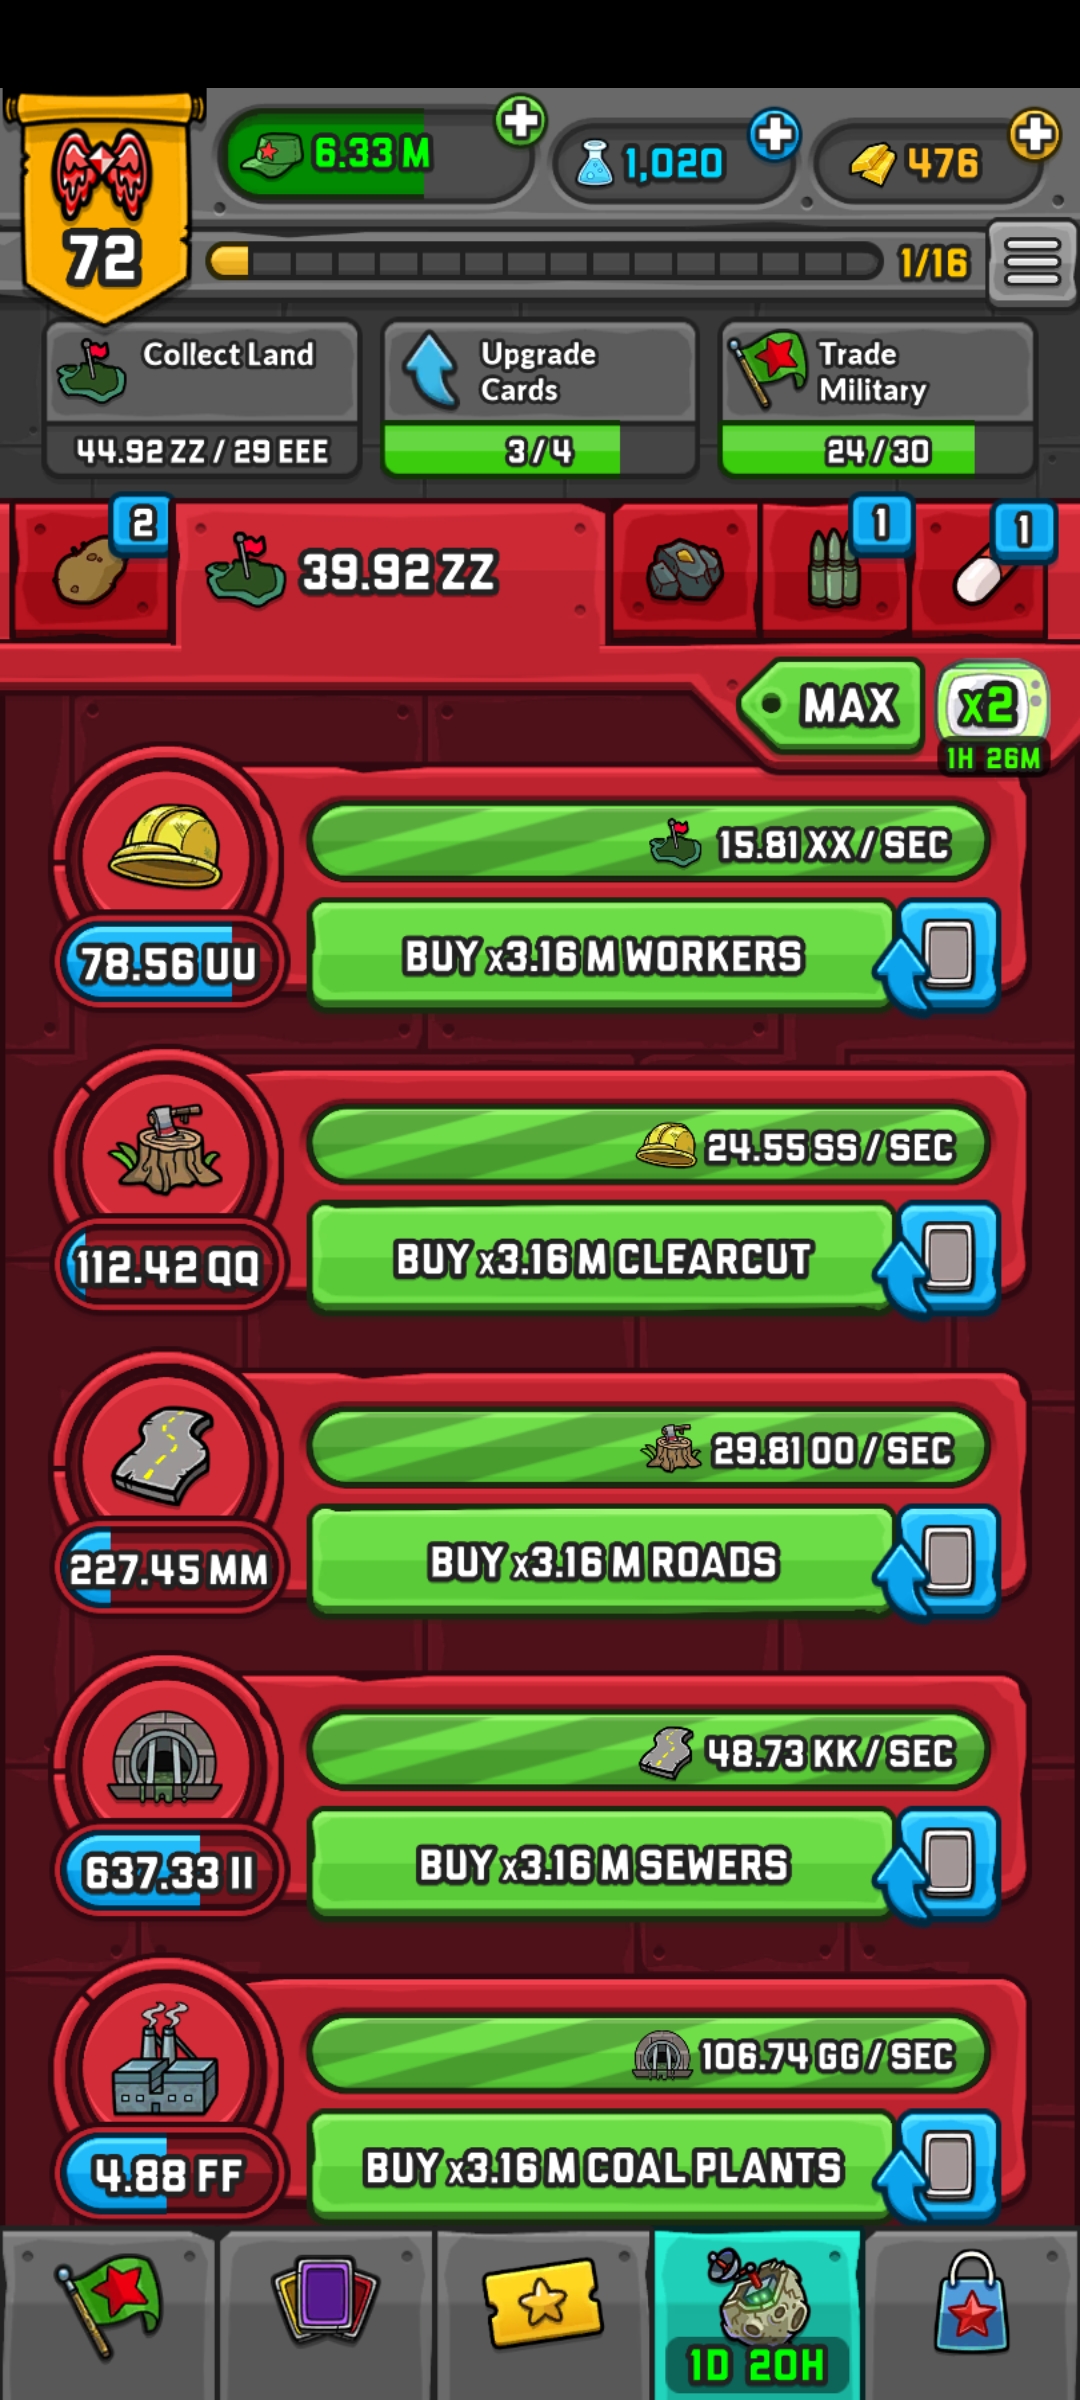 72
6.33 M
1,020
476
1/16
Collect Land
44.92 ZZ / 29 EEE
Upgrade
Cards
3/4
Trade
Military
24/30
2
39.92 ZZ
1
1
MAX
x2
1H 26M
15.81 XX / SEC
78.56 UU
BUY x3.16 M WORKERS
24.55 SS / SEC
112.42 QQ
BUY x3.16 M CLEARCUT
29.81 OO / SEC
227.45 MM
BUY x3.16 M ROADS
48.73 KK / SEC
637.33 II
BUY x3.16 M SEWERS
106.74 GG / SEC
4.88 FF
BUY x3.16 M COAL PLANTS
1D 20H